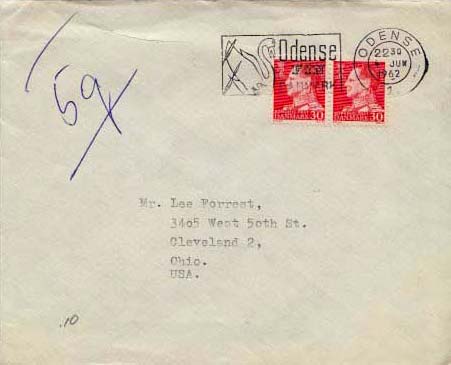 Odense
ODENSE
22 30
JUN
1962
DANMARK 30
DANMARK 30
59
Mr. Lee Forrest,
3405 West 50th St.
Cleveland 2,
Ohio.
USA.
.10